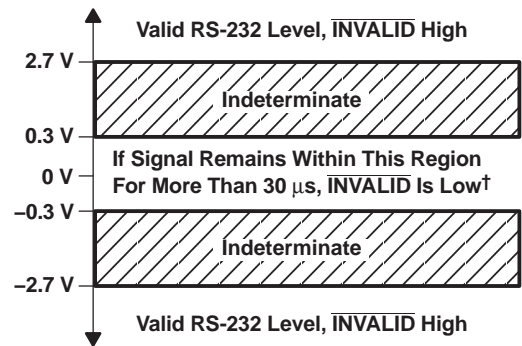 Valid RS-232 Level, INVALID High
2.7 V
Indeterminate
0.3 V
If Signal Remains Within This Region
0 V
For More Than 30 μs, INVALID Is Low†
–0.3 V
Indeterminate
–2.7 V
Valid RS-232 Level, INVALID High